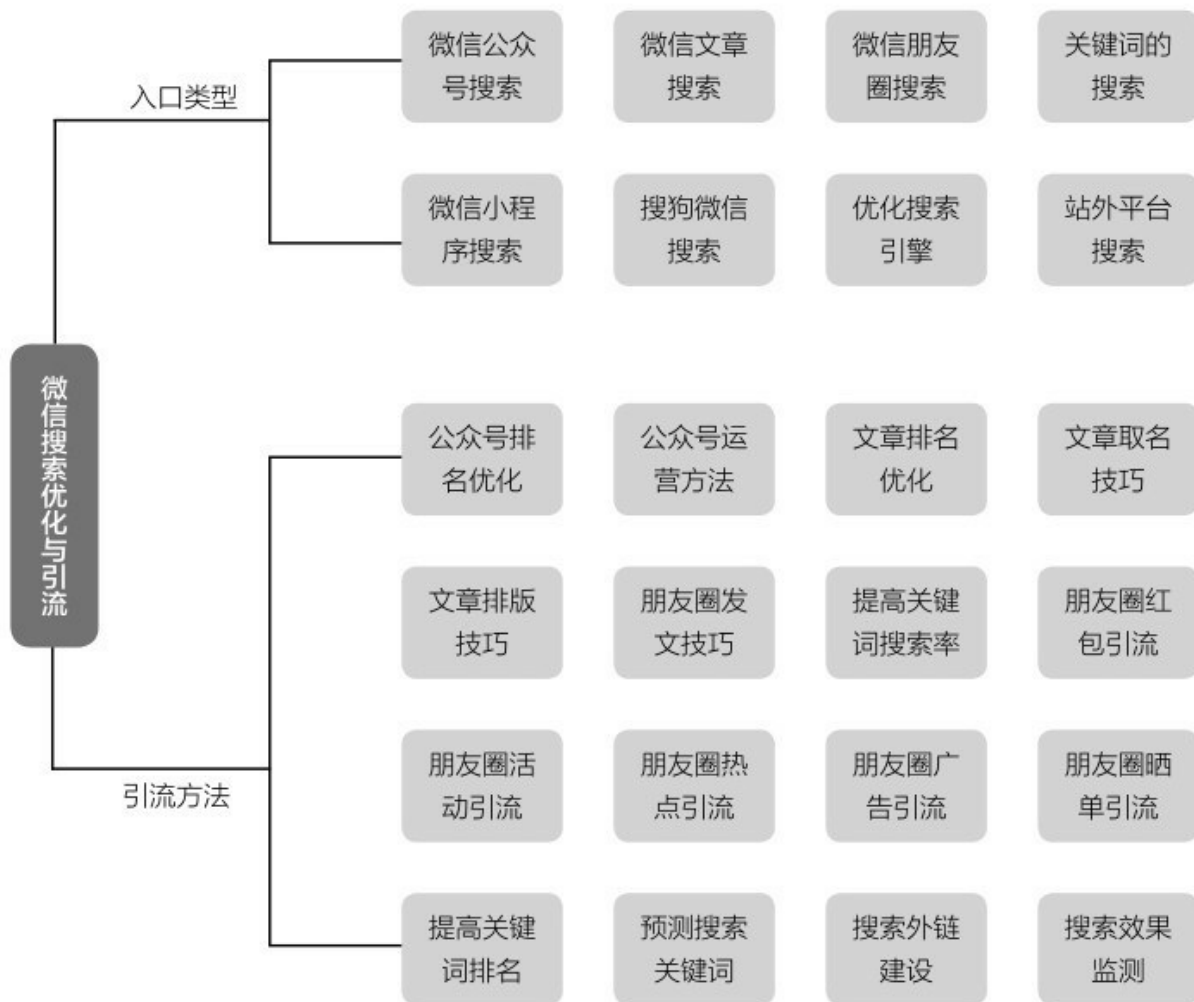 微信搜索优化与引流
入口类型
微信公众
号搜索
微信文章
搜索
微信朋友
圈搜索
关键词的
搜索
微信小程
序搜索
搜狗微信
搜索
优化搜索
引擎
站外平台
搜索
引流方法
公众号排
名优化
公众号运
营方法
文章排名
优化
文章取名
技巧
文章排版
技巧
朋友圈发
文技巧
提高关键
词搜索率
朋友圈红
包引流
朋友圈活
动引流
朋友圈热
点引流
朋友圈广
告引流
朋友圈晒
单引流
提高关键
词排名
预测搜索
关键词
搜索外链
建设
搜索效果
监测